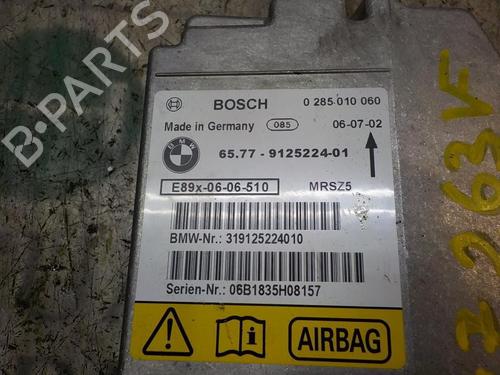 BOSCH 0 285 010 060
Made in Germany 085 06-07-02
BMW 65.77 - 9125224-01
E89x-06-06-510 MRSZ5
BMW-Nr.: 319125224010
Serien-Nr.: 06B1835H08157
AIRBAG
B-Parts